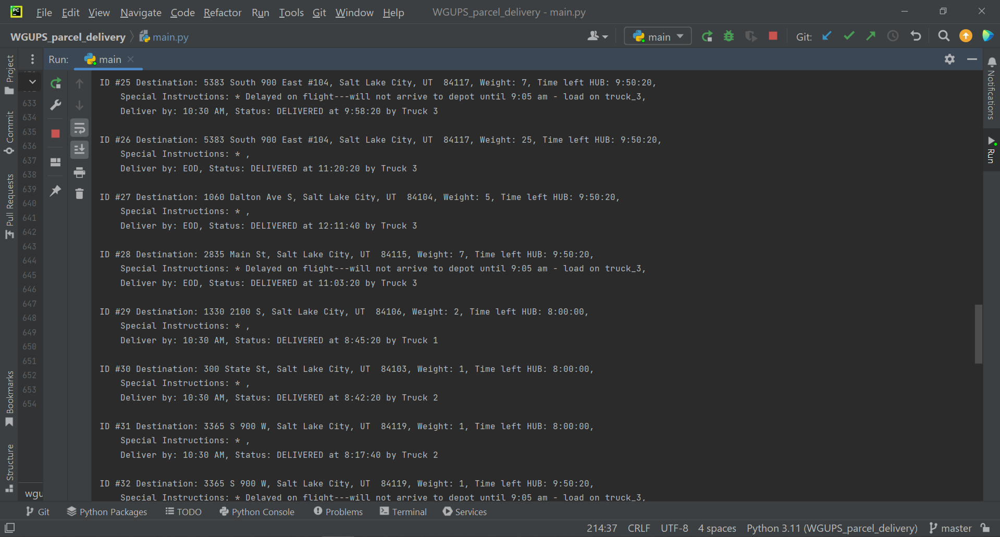 File Edit View Navigate Code Refactor Run Tools Git Window Help WGUPS_parcel_delivery - main.py
WGUPS_parcel_delivery main.py main Git:
Run: main
ID #25 Destination: 5383 South 900 East #104, Salt Lake City, UT  84117, Weight: 7, Time left HUB: 9:50:20,
Special Instructions: * Delayed on flight---will not arrive to depot until 9:05 am - load on truck_3,
Deliver by: 10:30 AM, Status: DELIVERED at 9:58:20 by Truck 3
ID #26 Destination: 5383 South 900 East #104, Salt Lake City, UT  84117, Weight: 25, Time left HUB: 9:50:20,
Special Instructions: * ,
Deliver by: EOD, Status: DELIVERED at 11:20:20 by Truck 3
ID #27 Destination: 1060 Dalton Ave S, Salt Lake City, UT  84104, Weight: 5, Time left HUB: 9:50:20,
Special Instructions: * ,
Deliver by: EOD, Status: DELIVERED at 12:11:40 by Truck 3
ID #28 Destination: 2835 Main St, Salt Lake City, UT  84115, Weight: 7, Time left HUB: 9:50:20,
Special Instructions: * Delayed on flight---will not arrive to depot until 9:05 am - load on truck_3,
Deliver by: EOD, Status: DELIVERED at 11:03:20 by Truck 3
ID #29 Destination: 1330 2100 S, Salt Lake City, UT  84106, Weight: 2, Time left HUB: 8:00:00,
Special Instructions: * ,
Deliver by: 10:30 AM, Status: DELIVERED at 8:45:20 by Truck 1
ID #30 Destination: 300 State St, Salt Lake City, UT  84103, Weight: 1, Time left HUB: 8:00:00,
Special Instructions: * ,
Deliver by: 10:30 AM, Status: DELIVERED at 8:42:20 by Truck 2
ID #31 Destination: 3365 S 900 W, Salt Lake City, UT  84119, Weight: 1, Time left HUB: 8:00:00,
Special Instructions: * ,
Deliver by: 10:30 AM, Status: DELIVERED at 8:17:40 by Truck 2
ID #32 Destination: 3365 S 900 W, Salt Lake City, UT  84119, Weight: 1, Time left HUB: 9:50:20,
Special Instructions: * Delayed on flight---will not arrive to depot until 9:05 am - load on truck_3,
633
634
635
636
637
638
639
640
641
642
643
644
645
646
647
648
649
650
651
652
653
654
wgu
Project
Commit
Pull Requests
Bookmarks
Structure
Notifications
Run
Git Python Packages TODO Python Console Problems Terminal Services
214:37 CRLF UTF-8 4 spaces Python 3.11 (WGUPS_parcel_delivery) master